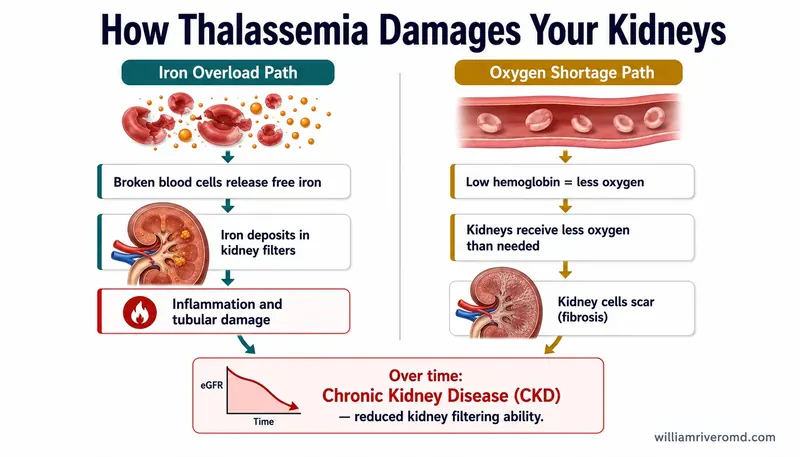 How Thalassemia Damages Your Kidneys
Iron Overload Path
Broken blood cells release free iron
Iron deposits in
kidney filters
Inflammation and
tubular damage
Oxygen Shortage Path
Low hemoglobin = less oxygen
Kidneys receive less oxygen
than needed
Kidney cells scar
(fibrosis)
eGFR
Time
Over time:
Chronic Kidney Disease (CKD)
— reduced kidney filtering ability.
williamriveromd.com